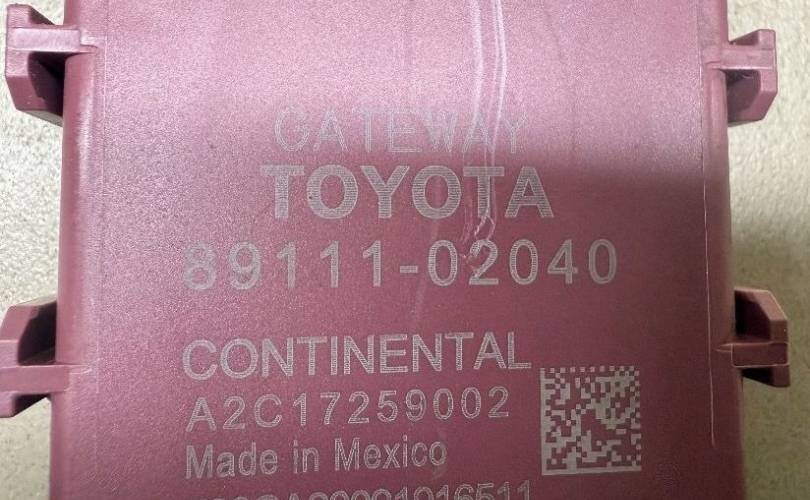 GATEWAY
TOYOTA
89111-02040
CONTINENTAL
A2C17259002
Made in Mexico